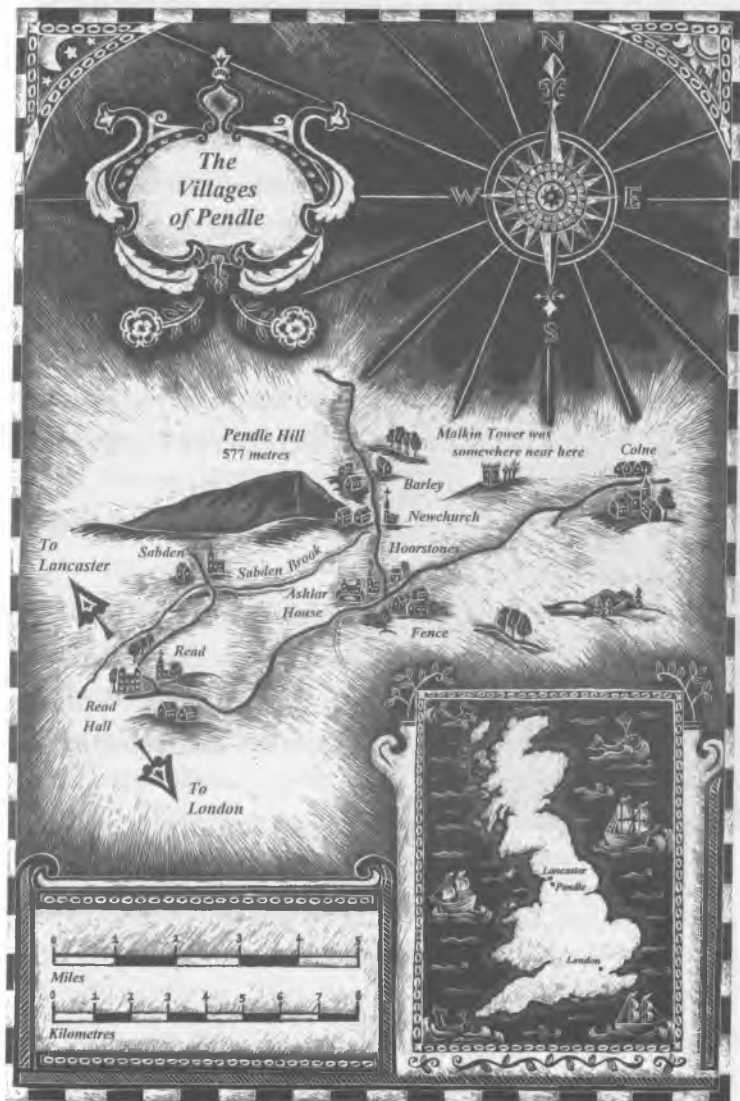 The
Villages
of Pendle
N
W
E
S
Pendle Hill
577 metres
Malkin Tower was
somewhere near here
Colne
Barley
Newchurch
To
Lancaster
Sabden
Sabden Brook
Hoorstones
Ashlar
House
Fence
Read
Read
Hall
To
London
0 1 2 3 4 5
Miles
0 1 2 3 4 5 6 7 8
Kilometres
Lancaster
Pendle
London